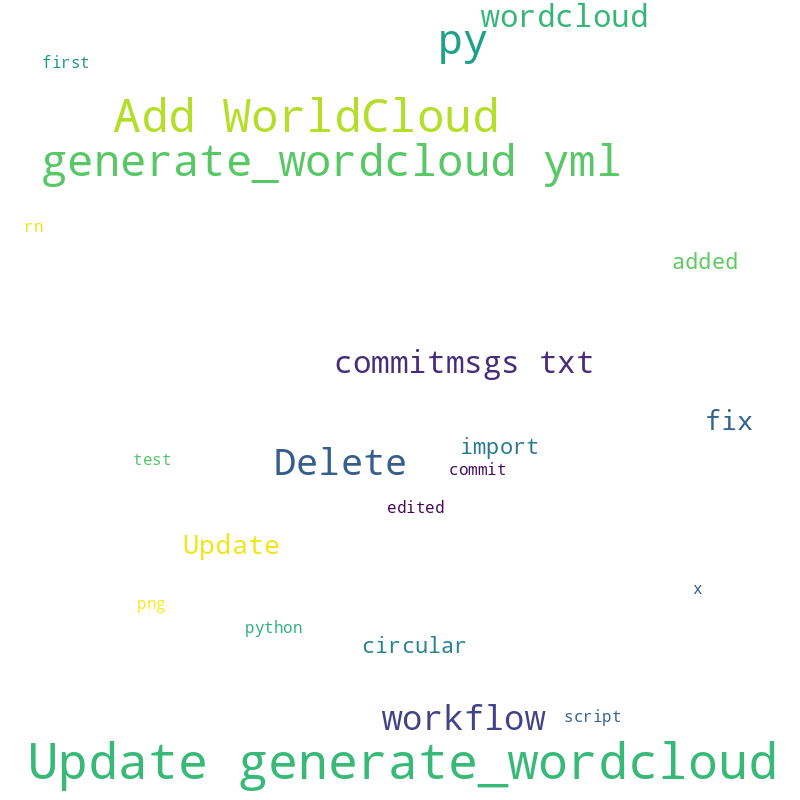 wordcloud
py
first
Add WorldCloud
generate_wordcloud yml
rn
added
commitmsgs txt
fix
import
test
Delete
commit
edited
Update
x
png
python
circular
workflow
script
Update generate_wordcloud